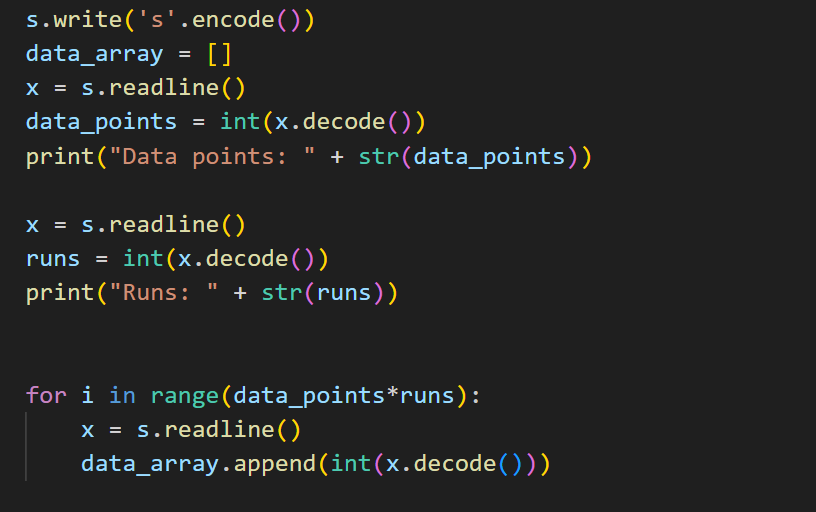 s.write('s'.encode())
data_array = []
x = s.readline()
data_points = int(x.decode())
print("Data points: " + str(data_points))
x = s.readline()
runs = int(x.decode())
print("Runs: " + str(runs))
for i in range(data_points*runs):
    x = s.readline()
    data_array.append(int(x.decode()))